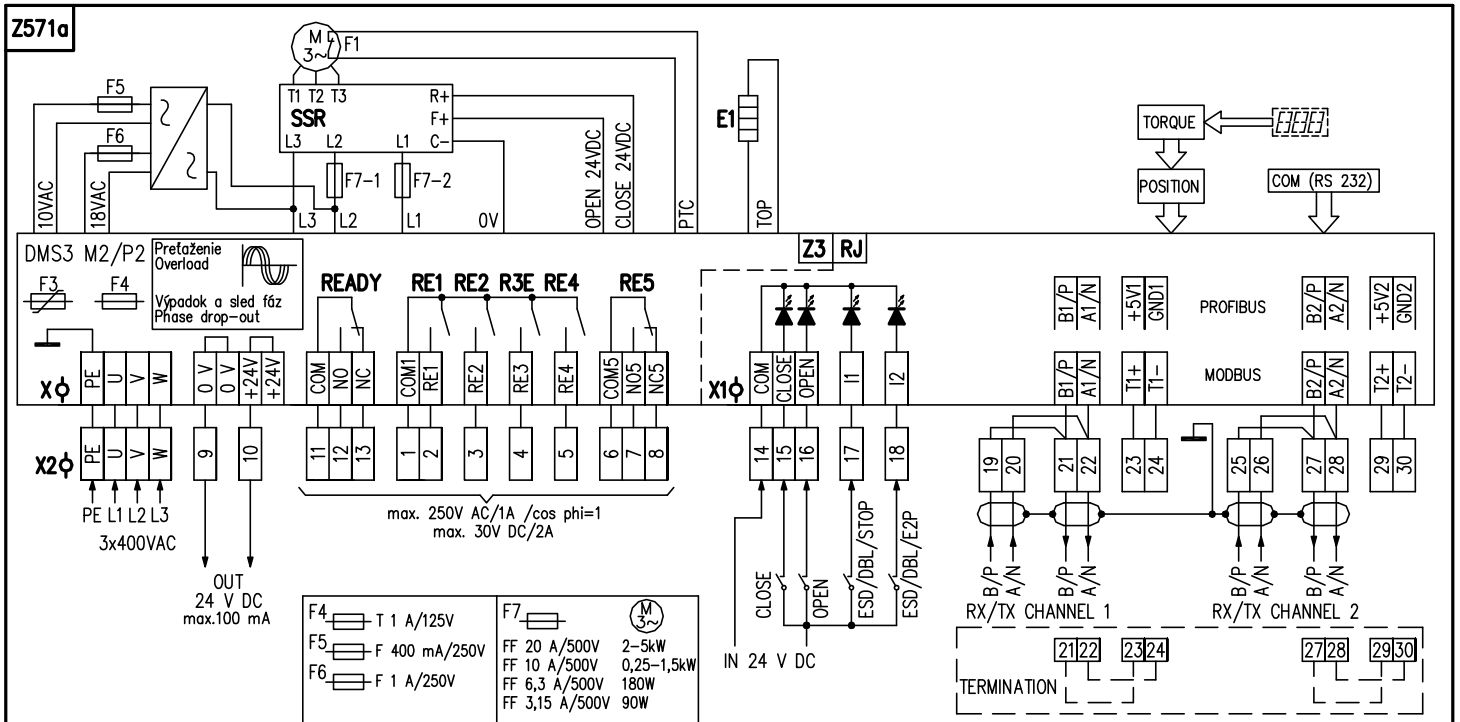 Z571a
M
3~
F1
F5
F6
T1 T2 T3
SSR
R+
F+
C-
L3 L2 L1
F7-1
F7-2
E1
TORQUE
POSITION
COM (RS 232)
10VAC
18VAC
L3
L2
L1
0V
OPEN 24VDC
CLOSE 24VDC
PTC
TOP
DMS3 M2/P2
F3
F4
Preťaženie
Overload
Výpadok a sled fáz
Phase drop-out
READY
RE1 RE2 R3E RE4
RE5
Z3 RJ
B1/P
A1/N
+5V1
GND1
PROFIBUS
B2/P
A2/N
+5V2
GND2
X
PE
U
V
W
0 V
0 V
+24V
+24V
COM
NO
NC
COM1
RE1
RE2
RE3
RE4
COM5
NO5
NC5
X1
COM
CLOSE
OPEN
I1
I2
B1/P
A1/N
T1+
T1-
MODBUS
B2/P
A2/N
T2+
T2-
X2
PE
U
V
W
9
10
11
12
13
1
2
3
4
5
6
7
8
14
15
16
17
18
19
20
21
22
23
24
25
26
27
28
29
30
PE L1 L2 L3
3x400VAC
OUT
24 V DC
max.100 mA
max. 250V AC/1A /cos phi=1
max. 30V DC/2A
CLOSE
OPEN
ESD/DBL/STOP
ESD/DBL/E2P
IN 24 V DC
B/P
A/N
B/P
A/N
B/P
A/N
B/P
A/N
RX/TX CHANNEL 1
RX/TX CHANNEL 2
F4 T 1 A/125V
F5 F 400 mA/250V
F6 F 1 A/250V
F7
M
3~
FF 20 A/500V 2-5kW
FF 10 A/500V 0,25-1,5kW
FF 6,3 A/500V 180W
FF 3,15 A/500V 90W
21 22 23 24
27 28 29 30
TERMINATION